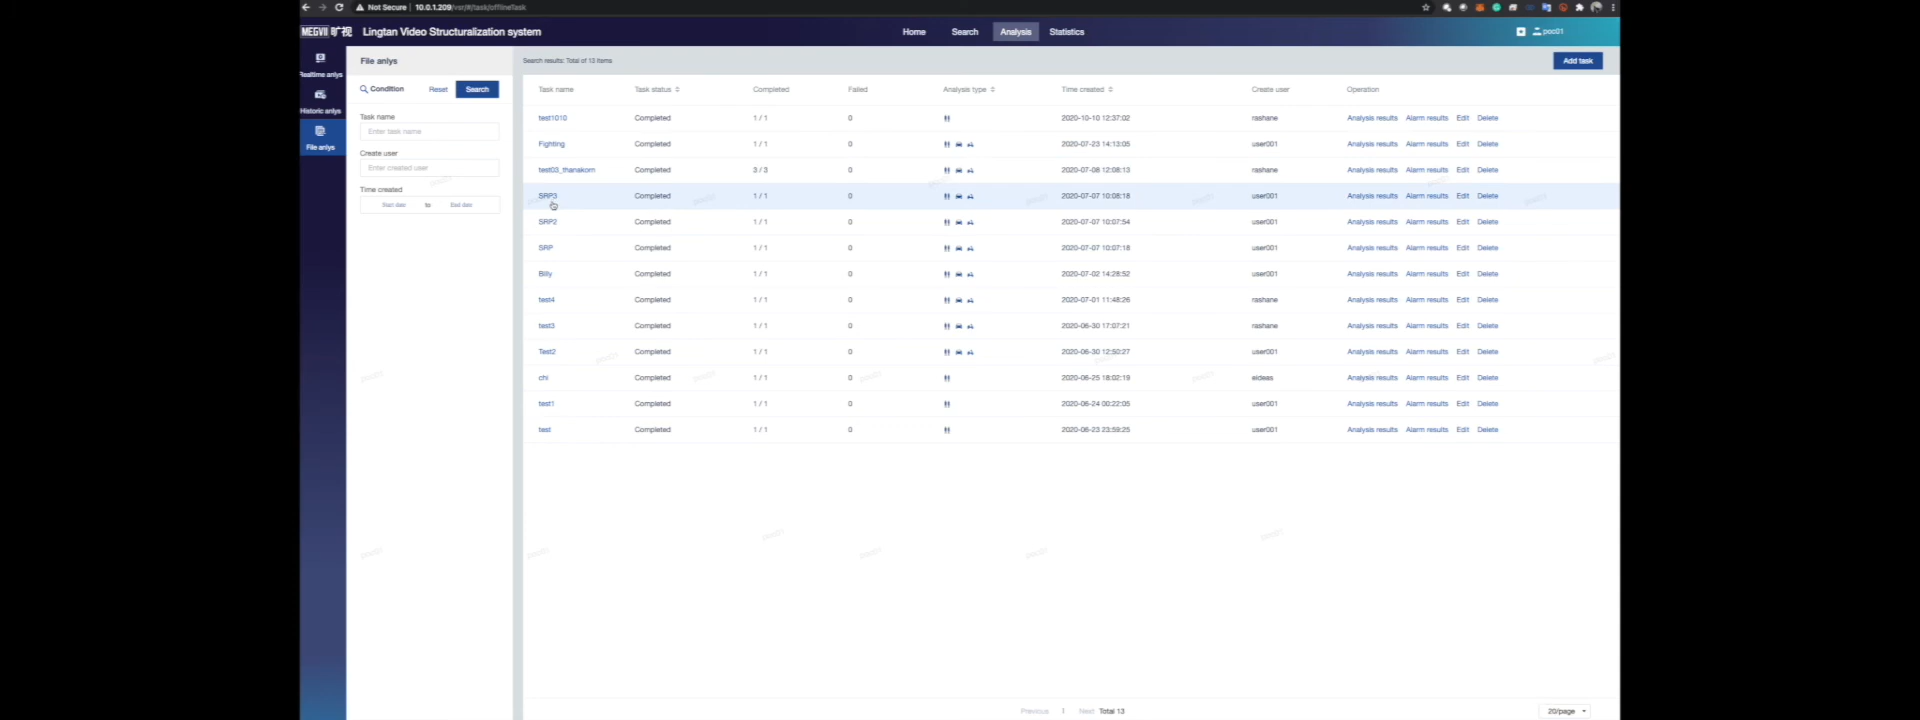 Not Secure | 10.0.1.209/vsr/#/task/offlineTask
MEGVII 旷视 Lingtan Video Structuralization system Home Search Analysis Statistics poc01
Realtime anlys
Historic anlys
File anlys
File anlys
Condition Reset Search
Task name
Enter task name
Create user
Enter created user
Time created
Start date to End date
Search results: Total of 13 items Add task
Task name Task status Completed Failed Analysis type Time created Create user Operation
test1010 Completed 1 / 1 0 2020-10-10 12:37:02 rashane Analysis results Alarm results Edit Delete
Fighting Completed 1 / 1 0 2020-07-23 14:13:05 user001 Analysis results Alarm results Edit Delete
test03_thanakorn Completed 3 / 3 0 2020-07-08 12:08:13 rashane Analysis results Alarm results Edit Delete
SRP3 Completed 1 / 1 0 2020-07-07 10:08:18 user001 Analysis results Alarm results Edit Delete
SRP2 Completed 1 / 1 0 2020-07-07 10:07:54 user001 Analysis results Alarm results Edit Delete
SRP Completed 1 / 1 0 2020-07-07 10:07:18 user001 Analysis results Alarm results Edit Delete
Billy Completed 1 / 1 0 2020-07-02 14:28:52 user001 Analysis results Alarm results Edit Delete
test4 Completed 1 / 1 0 2020-07-01 11:48:26 rashane Analysis results Alarm results Edit Delete
test3 Completed 1 / 1 0 2020-06-30 17:07:21 rashane Analysis results Alarm results Edit Delete
Test2 Completed 1 / 1 0 2020-06-30 12:50:27 user001 Analysis results Alarm results Edit Delete
chi Completed 1 / 1 0 2020-06-25 18:02:19 eideas Analysis results Alarm results Edit Delete
test1 Completed 1 / 1 0 2020-06-24 00:22:05 user001 Analysis results Alarm results Edit Delete
test Completed 1 / 1 0 2020-06-23 23:59:25 user001 Analysis results Alarm results Edit Delete
Previous 1 Next Total 13 20/page